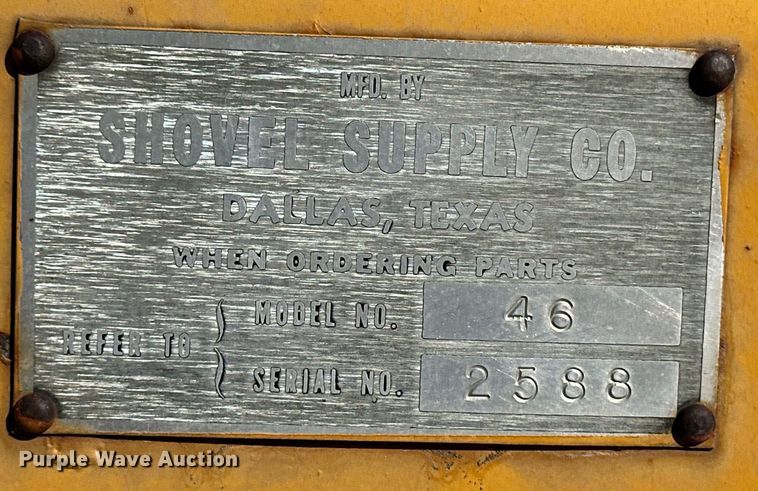 MFD. BY
SHOVEL SUPPLY CO.
DALLAS, TEXAS
WHEN ORDERING PARTS
REFER TO { MODEL NO. 46
SERIAL NO. 2588
Purple Wave Auction